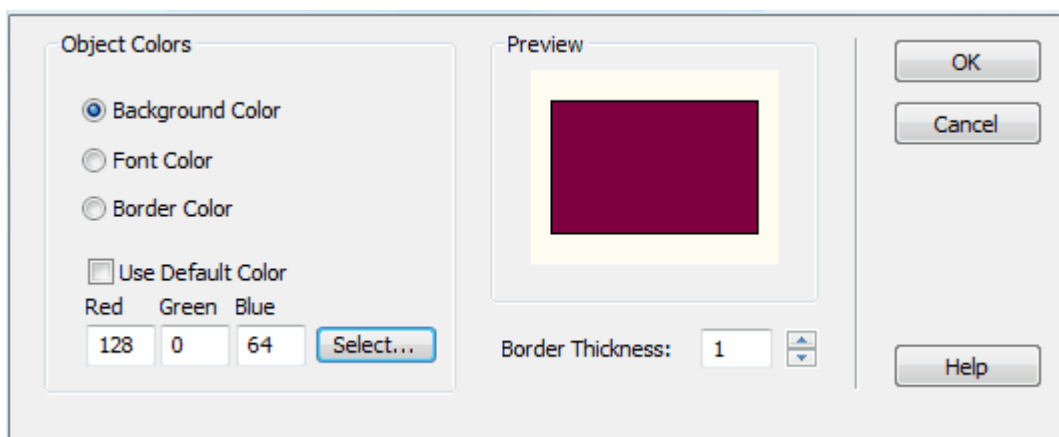 Object Colors
Background Color
Font Color
Border Color
Use Default Color
Red Green Blue
128 0 64 Select...
Preview
Border Thickness: 1
OK
Cancel
Help